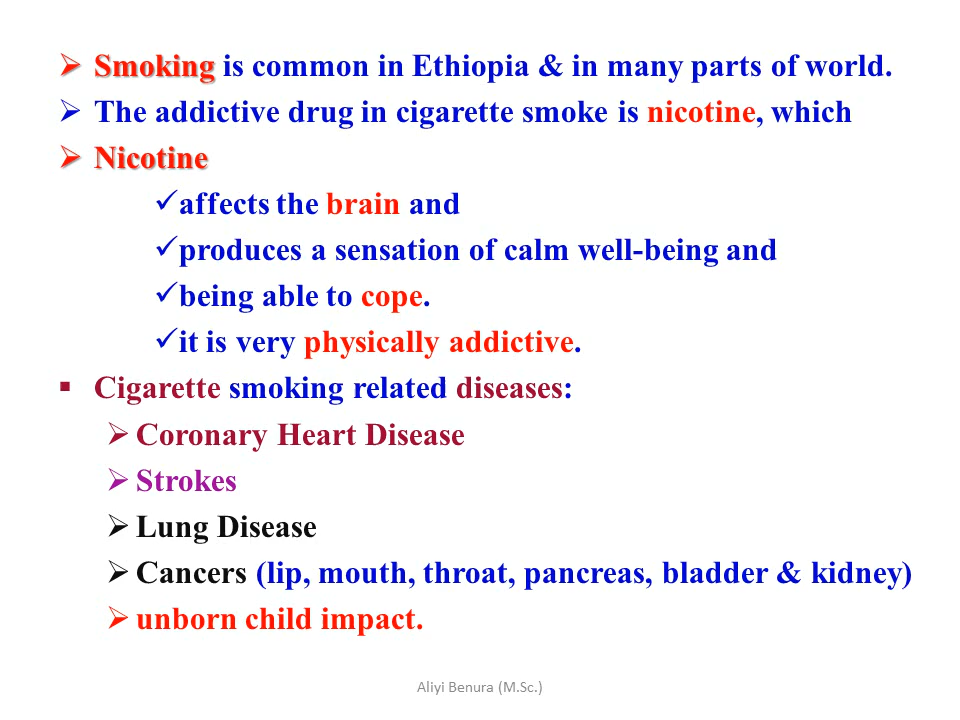 ➢ Smoking is common in Ethiopia & in many parts of world.
➢ The addictive drug in cigarette smoke is nicotine, which
➢ Nicotine
✓ affects the brain and
✓ produces a sensation of calm well-being and
✓ being able to cope.
✓ it is very physically addictive.
▪ Cigarette smoking related diseases:
➢ Coronary Heart Disease
➢ Strokes
➢ Lung Disease
➢ Cancers (lip, mouth, throat, pancreas, bladder & kidney)
➢ unborn child impact.
Aliyi Benura (M.Sc.)